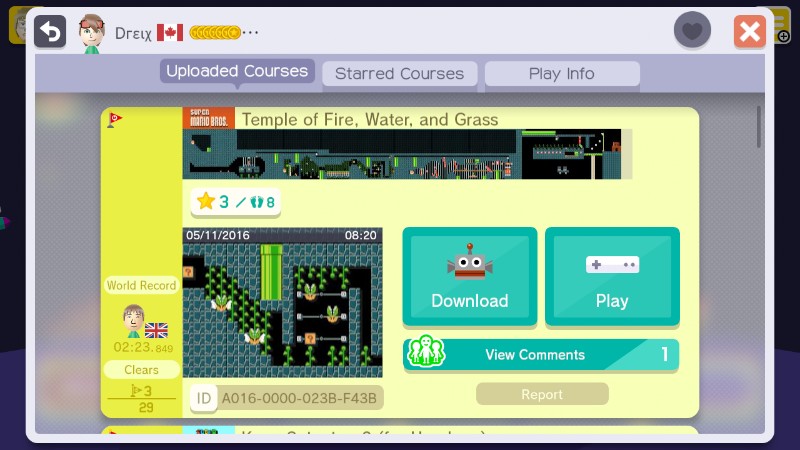 Drειχ
Uploaded Courses
Starred Courses
Play Info
SUPER
MARIO BROS.
Temple of Fire, Water, and Grass
3 / 8
05/11/2016 08:20
World Record
02:23.849
Clears
3
29
Download
Play
View Comments 1
ID A016-0000-023B-F43B
Report